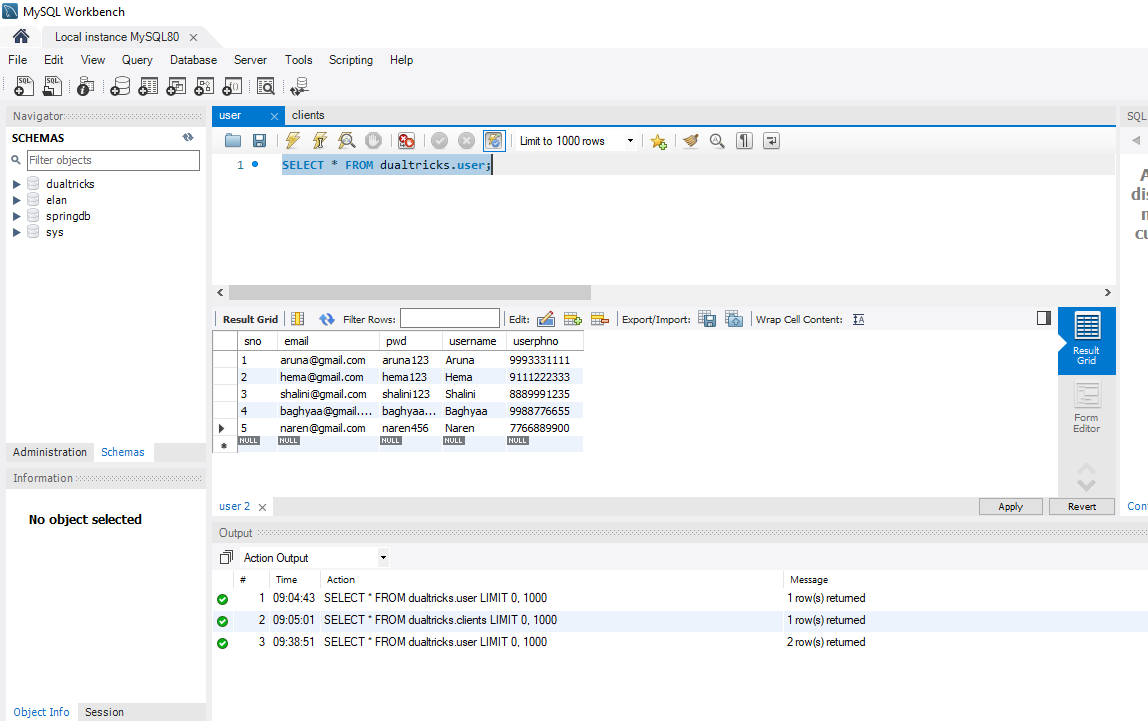 MySQL Workbench
Local instance MySQL80
File Edit View Query Database Server Tools Scripting Help
Navigator
SCHEMAS
Filter objects
dualtricks
elan
springdb
sys
Administration Schemas
Information
No object selected
Object Info Session
user clients
Limit to 1000 rows
1 SELECT * FROM dualtricks.user;
Result Grid Filter Rows: Edit: Export/Import: Wrap Cell Content:
sno email pwd username userphno
1 aruna@gmail.com aruna123 Aruna 9993331111
2 hema@gmail.com hema123 Hema 9111222333
3 shalini@gmail.com shalini123 Shalini 8889991235
4 baghyaa@gmail.... baghyaa... Baghyaa 9988776655
5 naren@gmail.com naren456 Naren 7766889900
NULL NULL NULL NULL NULL
Result
Grid
Form
Editor
user 2
Apply Revert
Output
Action Output
# Time Action Message
1 09:04:43 SELECT * FROM dualtricks.user LIMIT 0, 1000 1 row(s) returned
2 09:05:01 SELECT * FROM dualtricks.clients LIMIT 0, 1000 1 row(s) returned
3 09:38:51 SELECT * FROM dualtricks.user LIMIT 0, 1000 2 row(s) returned
SQL